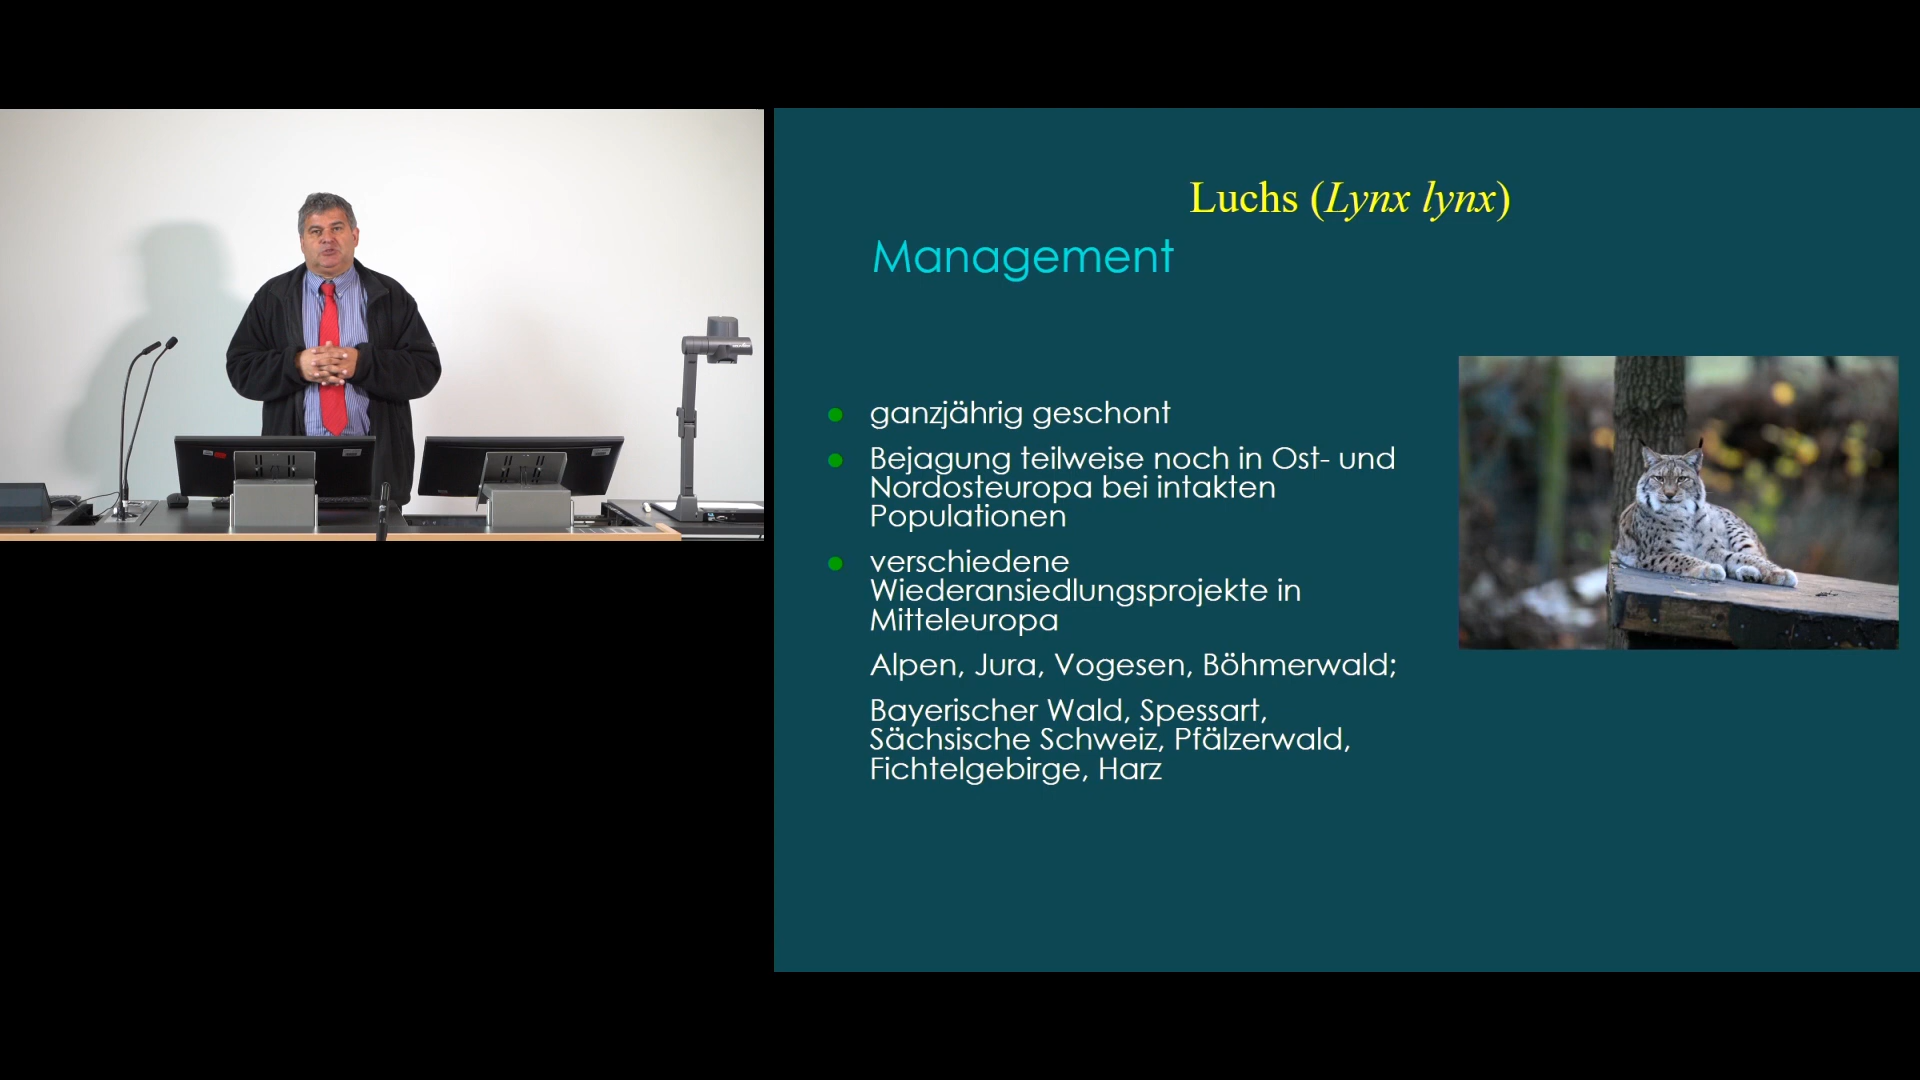 Luchs (Lynx lynx)
Management
ganzjährig geschont
Bejagung teilweise noch in Ost- und
Nordosteuropa bei intakten
Populationen
verschiedene
Wiederansiedlungsprojekte in
Mitteleuropa
Alpen, Jura, Vogesen, Böhmerwald;
Bayerischer Wald, Spessart,
Sächsische Schweiz, Pfälzerwald,
Fichtelgebirge, Harz